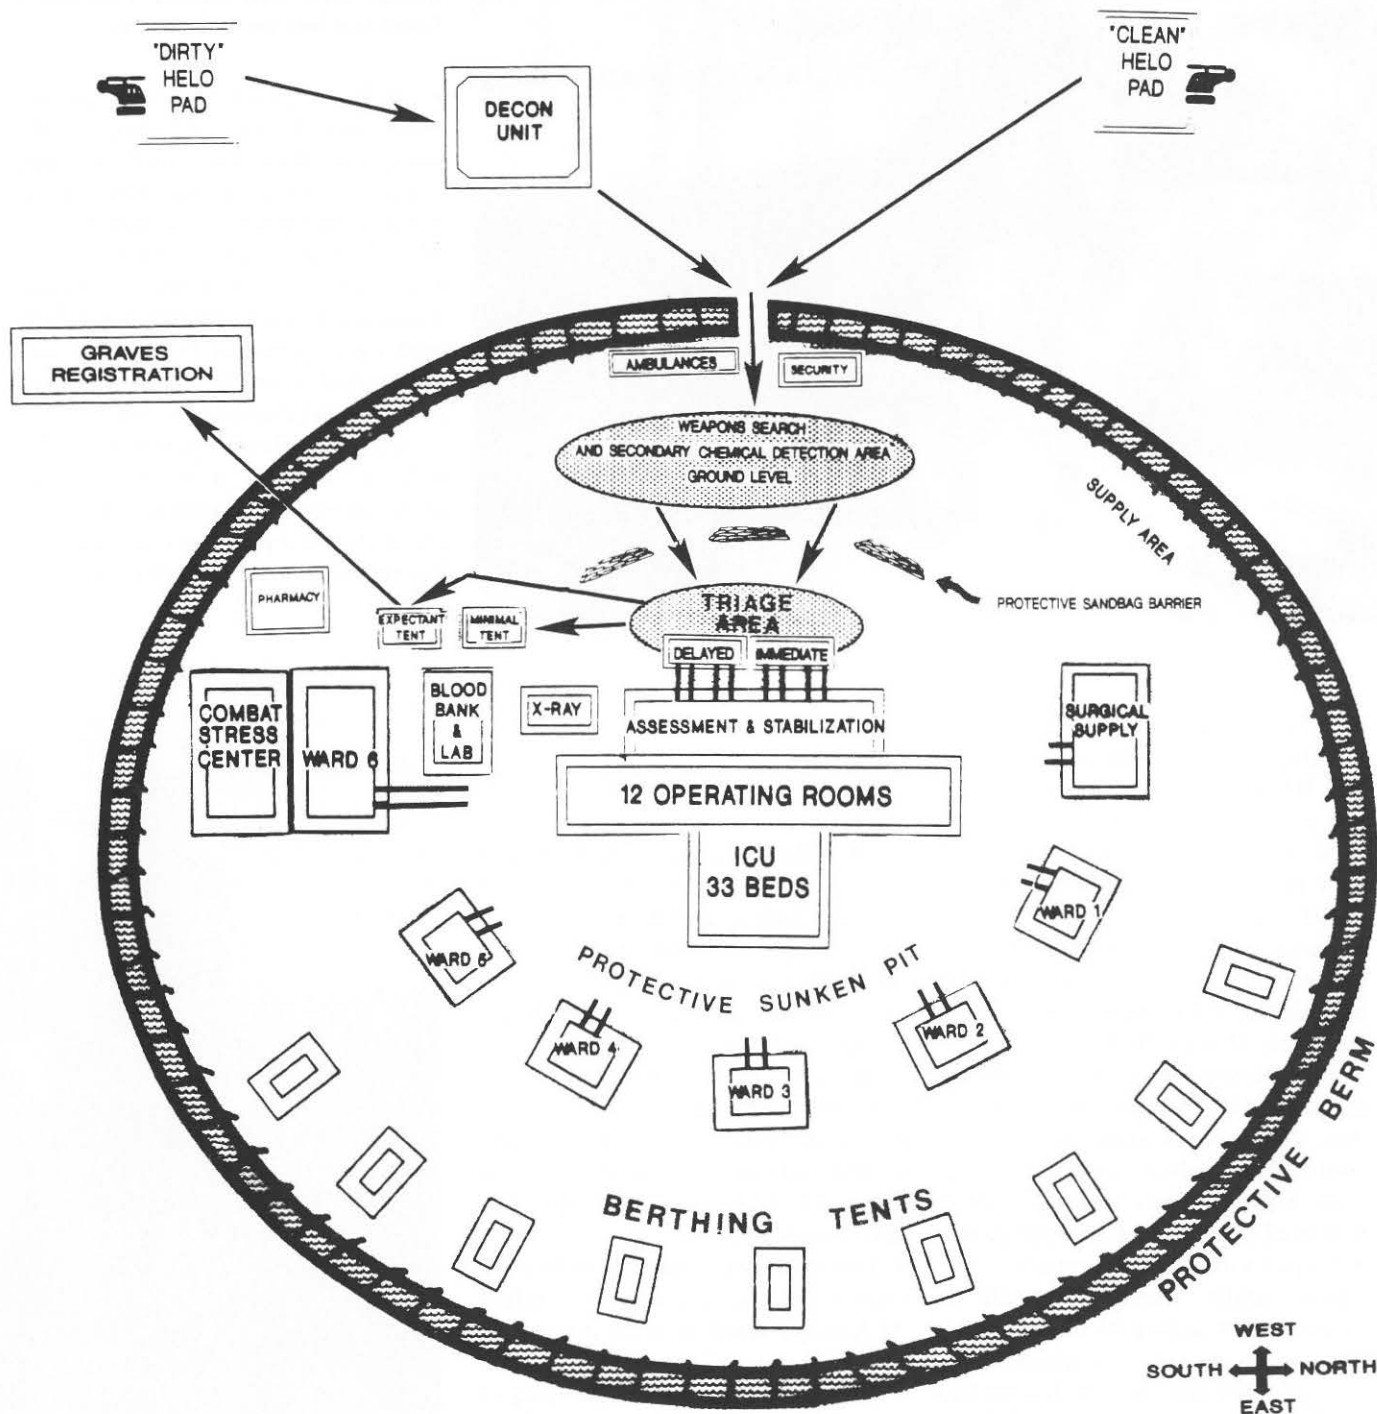 "DIRTY"
HELO
PAD
"CLEAN"
HELO
PAD
DECON
UNIT
GRAVES
REGISTRATION
AMBULANCES
SECURITY
WEAPONS SEARCH
AND SECONDARY CHEMICAL DETECTION AREA
GROUND LEVEL
SUPPLY AREA
PROTECTIVE SANDBAG BARRIER
PHARMACY
EXPECTANT
TENT
MINIMAL
TENT
TRIAGE
AREA
DELAYED
IMMEDIATE
COMBAT
STRESS
CENTER
WARD 6
BLOOD
BANK
&
LAB
X-RAY
ASSESSMENT & STABILIZATION
SURGICAL
SUPPLY
12 OPERATING ROOMS
ICU
33 BEDS
WARD 1
WARD 5
PROTECTIVE SUNKEN PIT
WARD 4
WARD 2
WARD 3
BERTHING TENTS
PROTECTIVE BERM
WEST
SOUTH
NORTH
EAST